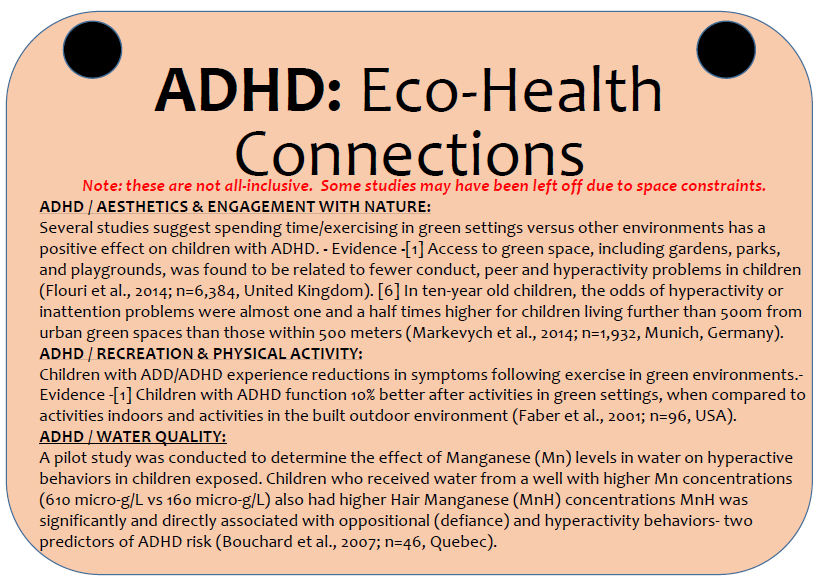 ADHD: Eco-Health
Connections
Note: these are not all-inclusive.  Some studies may have been left off due to space constraints.
ADHD / AESTHETICS & ENGAGEMENT WITH NATURE:
Several studies suggest spending time/exercising in green settings versus other environments has a
positive effect on children with ADHD. - Evidence -[1] Access to green space, including gardens, parks,
and playgrounds, was found to be related to fewer conduct, peer and hyperactivity problems in children
(Flouri et al., 2014; n=6,384, United Kingdom). [6] In ten-year old children, the odds of hyperactivity or
inattention problems were almost one and a half times higher for children living further than 500m from
urban green spaces than those within 500 meters (Markevych et al., 2014; n=1,932, Munich, Germany).
ADHD / RECREATION & PHYSICAL ACTIVITY:
Children with ADD/ADHD experience reductions in symptoms following exercise in green environments.-
Evidence -[1] Children with ADHD function 10% better after activities in green settings, when compared to
activities indoors and activities in the built outdoor environment (Faber et al., 2001; n=96, USA).
ADHD / WATER QUALITY:
A pilot study was conducted to determine the effect of Manganese (Mn) levels in water on hyperactive
behaviors in children exposed. Children who received water from a well with higher Mn concentrations
(610 micro-g/L vs 160 micro-g/L) also had higher Hair Manganese (MnH) concentrations MnH was
significantly and directly associated with oppositional (defiance) and hyperactivity behaviors- two
predictors of ADHD risk (Bouchard et al., 2007; n=46, Quebec).